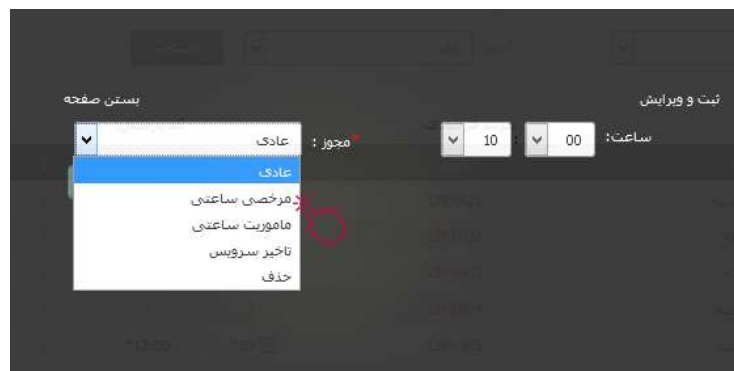 ثبت و ویرایش
بستن صفحه
ساعت: 00 : 10
*مجوز : عادی
عادی
مرخصی ساعتی
ماموریت ساعتی
تاخیر سرویس
حذف